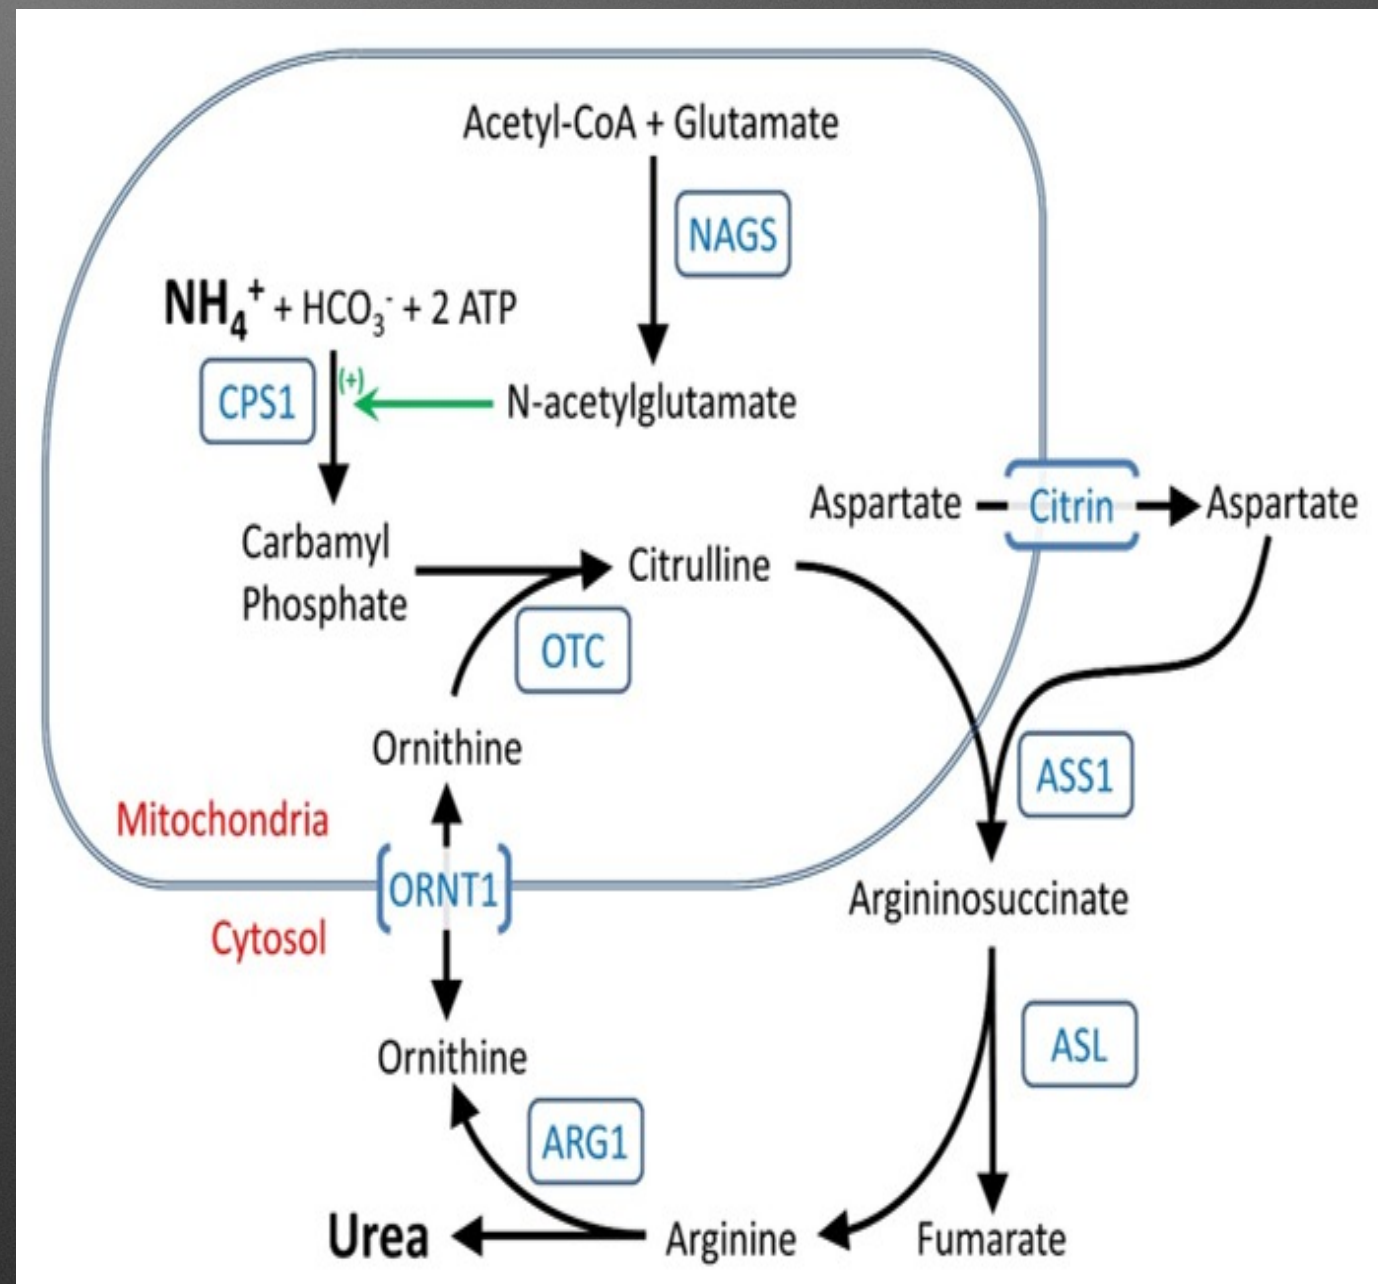 Acetyl-CoA + Glutamate
NAGS
NH₄⁺ + HCO₃⁻ + 2 ATP
CPS1
(+)
N-acetylglutamate
Aspartate
Citrin
Aspartate
Carbamyl
Phosphate
Citrulline
OTC
Ornithine
ASS1
Mitochondria
ORNT1
Argininosuccinate
Cytosol
ASL
Ornithine
ARG1
Urea
Arginine
Fumarate